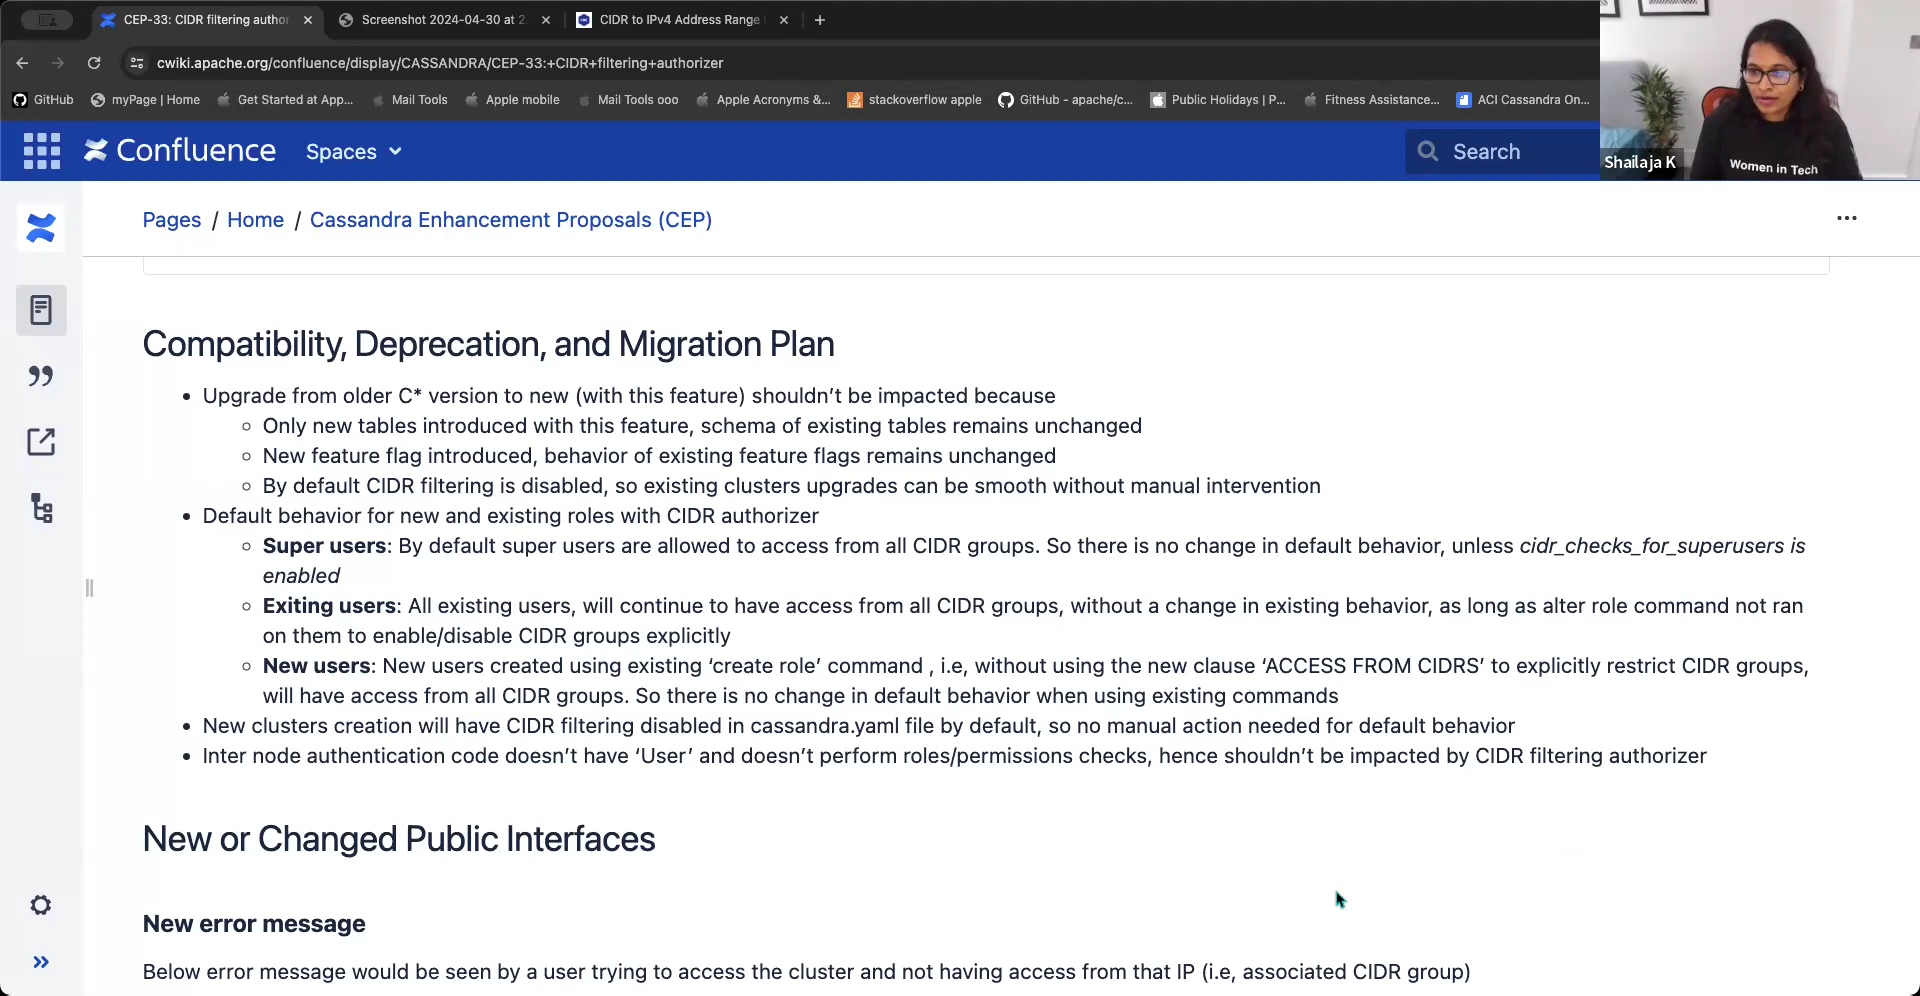 CEP-33: CIDR filtering author
Screenshot 2024-04-30 at 2.
CIDR to IPv4 Address Range
cwiki.apache.org/confluence/display/CASSANDRA/CEP-33:+CIDR+filtering+authorizer
GitHub
myPage | Home
Get Started at App...
Mail Tools
Apple mobile
Mail Tools ooo
Apple Acronyms &...
stackoverflow apple
GitHub - apache/c...
Public Holidays | P...
Fitness Assistance...
ACI Cassandra On...
Women in Tech
Shailaja K
Confluence
Spaces
Search
Pages / Home / Cassandra Enhancement Proposals (CEP)
Compatibility, Deprecation, and Migration Plan
• Upgrade from older C* version to new (with this feature) shouldn’t be impacted because
◦ Only new tables introduced with this feature, schema of existing tables remains unchanged
◦ New feature flag introduced, behavior of existing feature flags remains unchanged
◦ By default CIDR filtering is disabled, so existing clusters upgrades can be smooth without manual intervention
• Default behavior for new and existing roles with CIDR authorizer
◦ Super users: By default super users are allowed to access from all CIDR groups. So there is no change in default behavior, unless cidr_checks_for_superusers is
enabled
◦ Exiting users: All existing users, will continue to have access from all CIDR groups, without a change in existing behavior, as long as alter role command not ran
on them to enable/disable CIDR groups explicitly
◦ New users: New users created using existing ‘create role’ command , i.e, without using the new clause ‘ACCESS FROM CIDRS’ to explicitly restrict CIDR groups,
will have access from all CIDR groups. So there is no change in default behavior when using existing commands
• New clusters creation will have CIDR filtering disabled in cassandra.yaml file by default, so no manual action needed for default behavior
• Inter node authentication code doesn’t have ‘User’ and doesn’t perform roles/permissions checks, hence shouldn’t be impacted by CIDR filtering authorizer
New or Changed Public Interfaces
New error message
Below error message would be seen by a user trying to access the cluster and not having access from that IP (i.e, associated CIDR group)